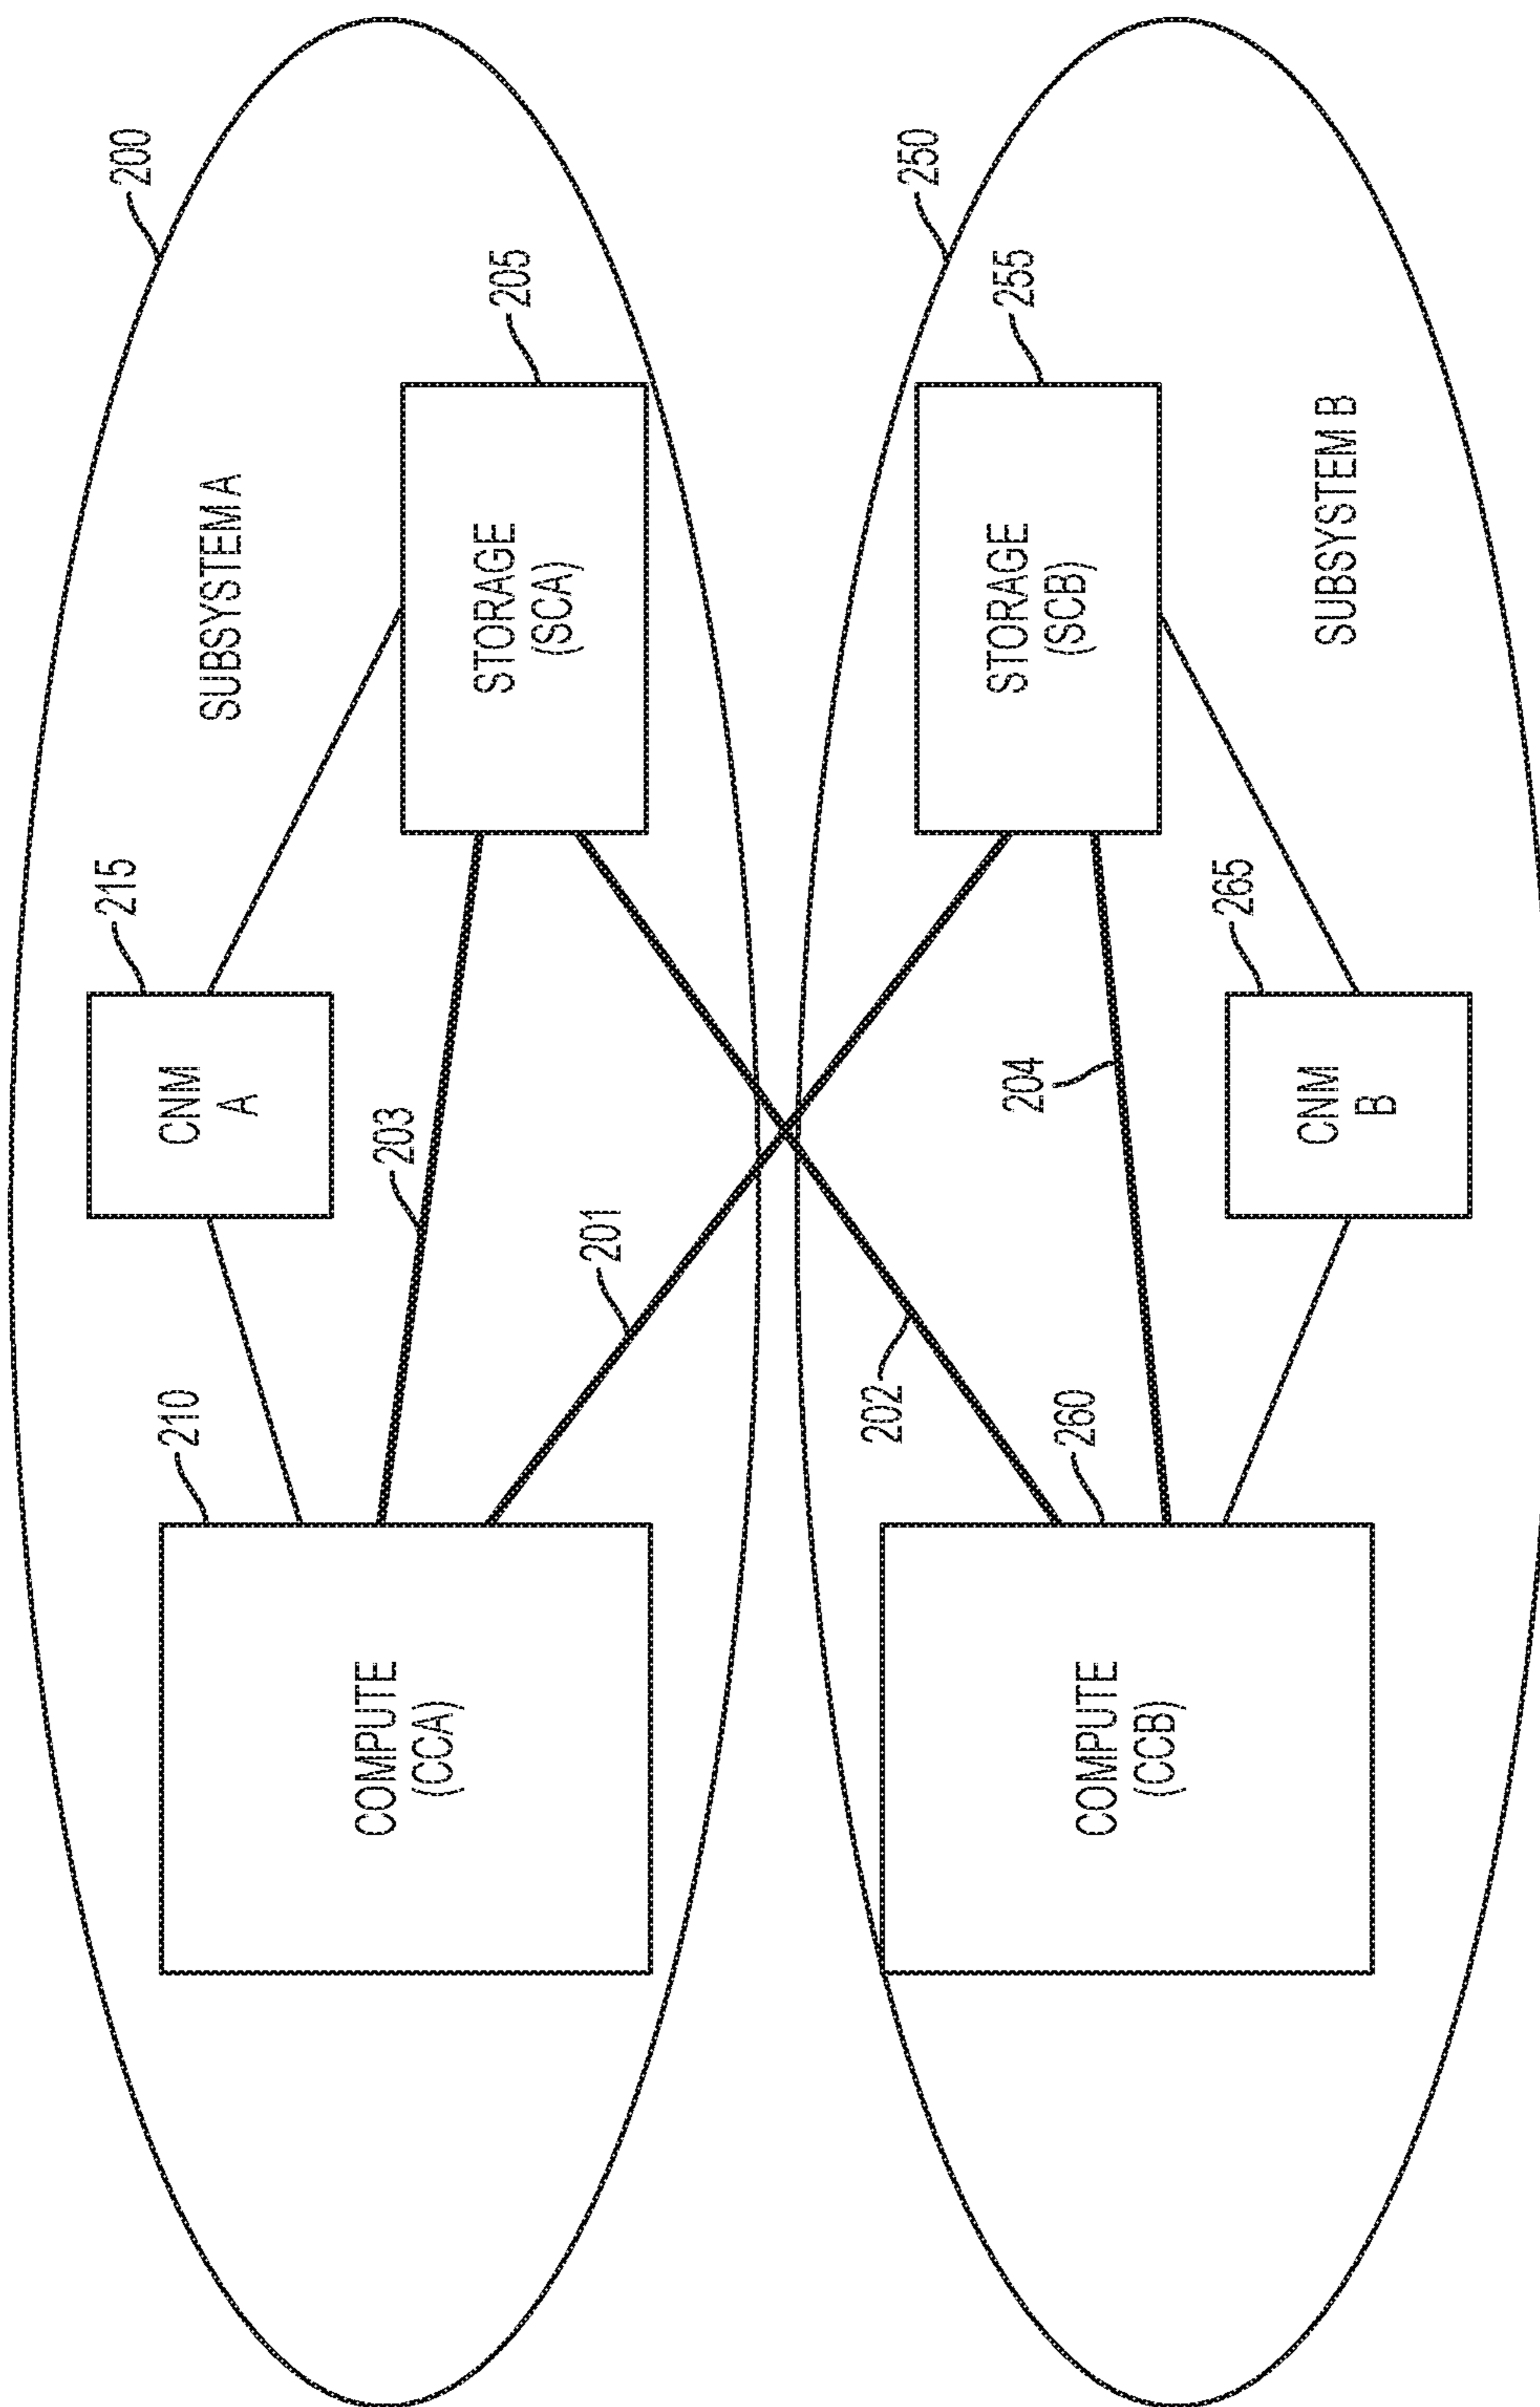 200
SUBSYSTEM A
210
COMPUTE
(CCA)
215
CNM
A
203
201
205
STORAGE
(SCA)
250
255
STORAGE
(SCB)
202
204
260
COMPUTE
(CCB)
265
CNM
B
SUBSYSTEM B